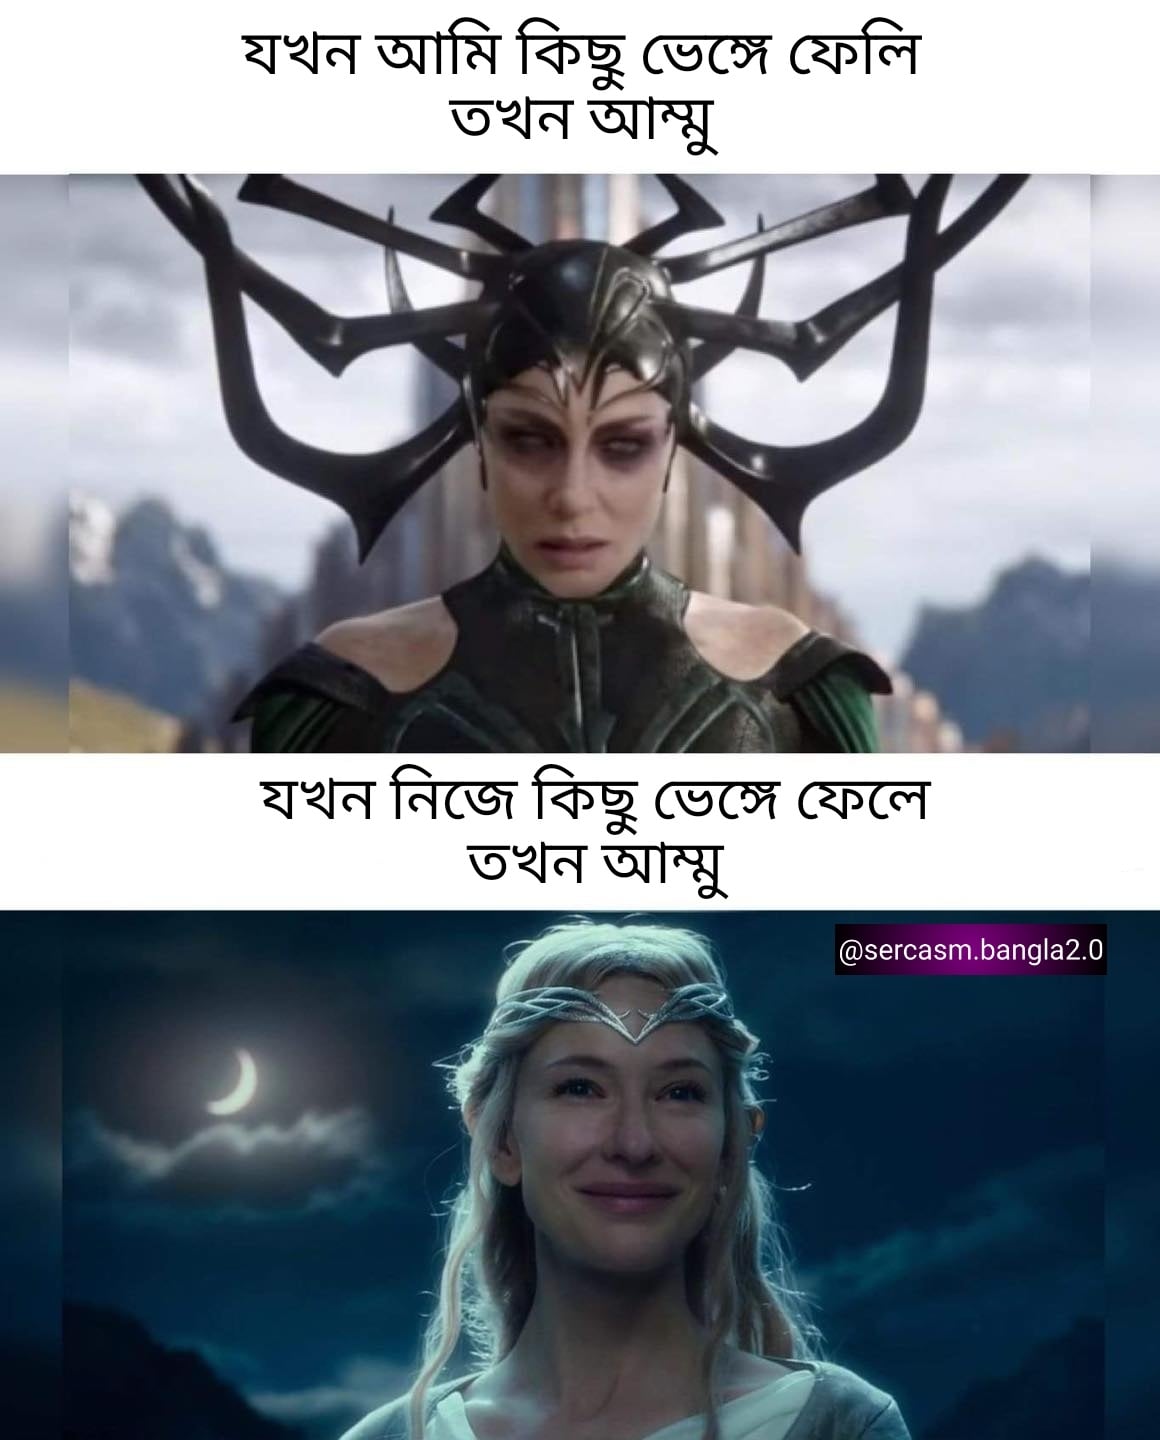 যখন আমি কিছু ভেঙ্গে ফেলি
তখন আম্মু
যখন নিজে কিছু ভেঙ্গে ফেলে
তখন আম্মু
@sercasm.bangla2.0